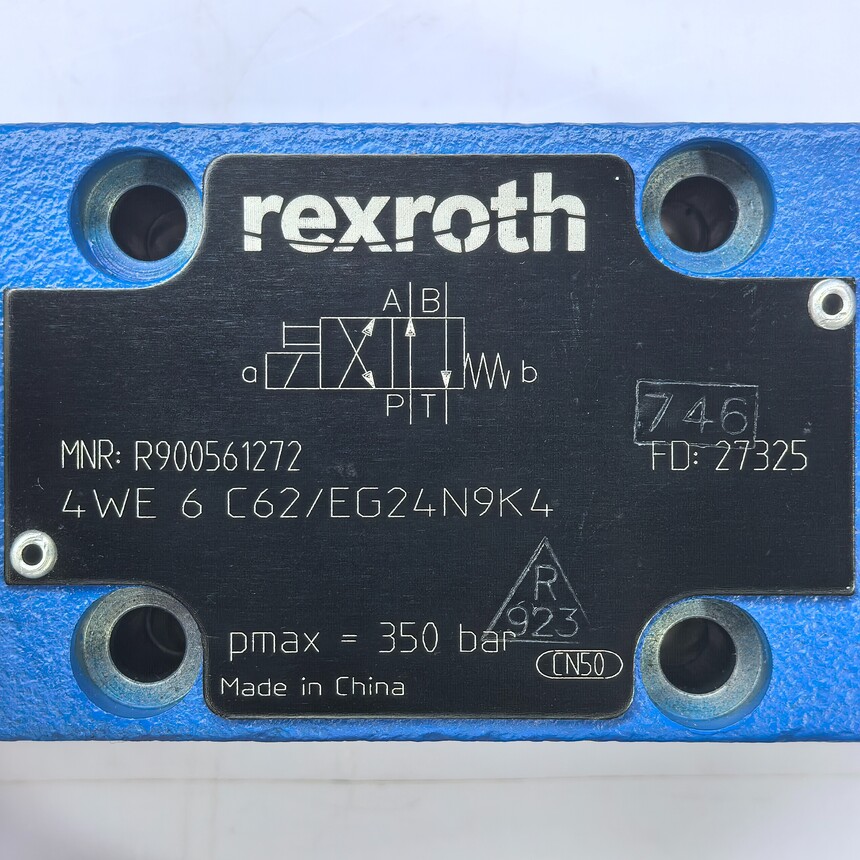 rexroth
A B
a b
P T
746
MNR: R900561272 FD: 27325
4WE 6 C62/EG24N9K4
R
923
pmax = 350 bar
CN50
Made in China